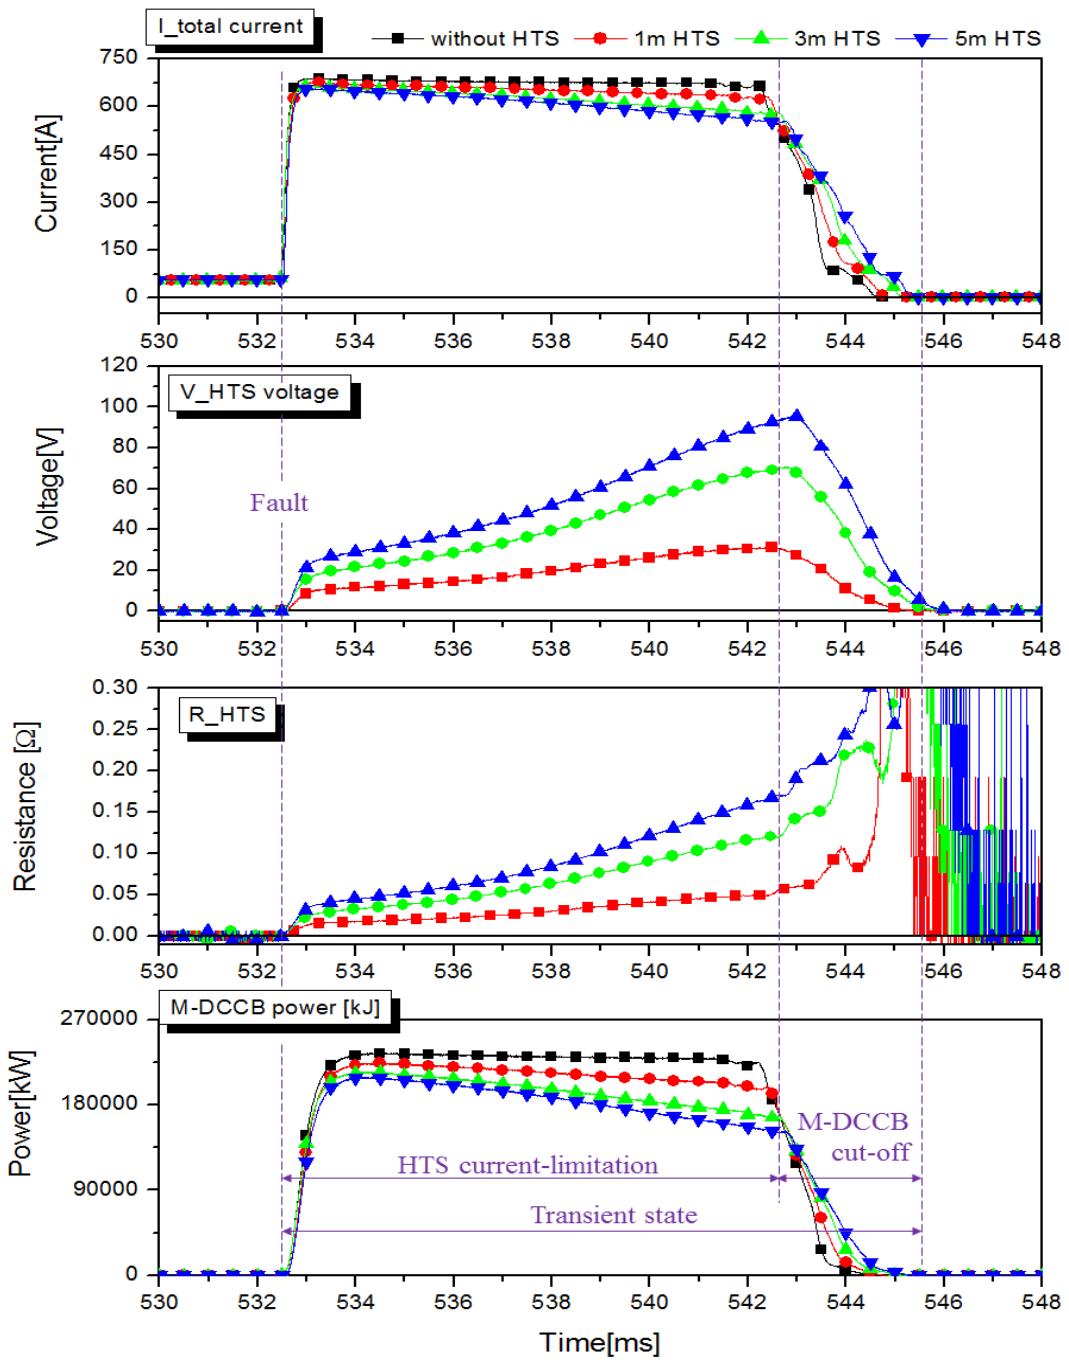 I_total current
without HTS 1m HTS 3m HTS 5m HTS
750
600
450
300
150
0
Current[A]
530 532 534 536 538 540 542 544 546 548
120
100
80
60
40
20
0
Voltage[V]
V_HTS voltage
Fault
530 532 534 536 538 540 542 544 546 548
0.30
0.25
0.20
0.15
0.10
0.05
0.00
Resistance [Ω]
R_HTS
530 532 534 536 538 540 542 544 546 548
M-DCCB power [kJ]
270000
180000
90000
0
Power[kW]
M-DCCB
cut-off
HTS current-limitation
Transient state
530 532 534 536 538 540 542 544 546 548
Time[ms]